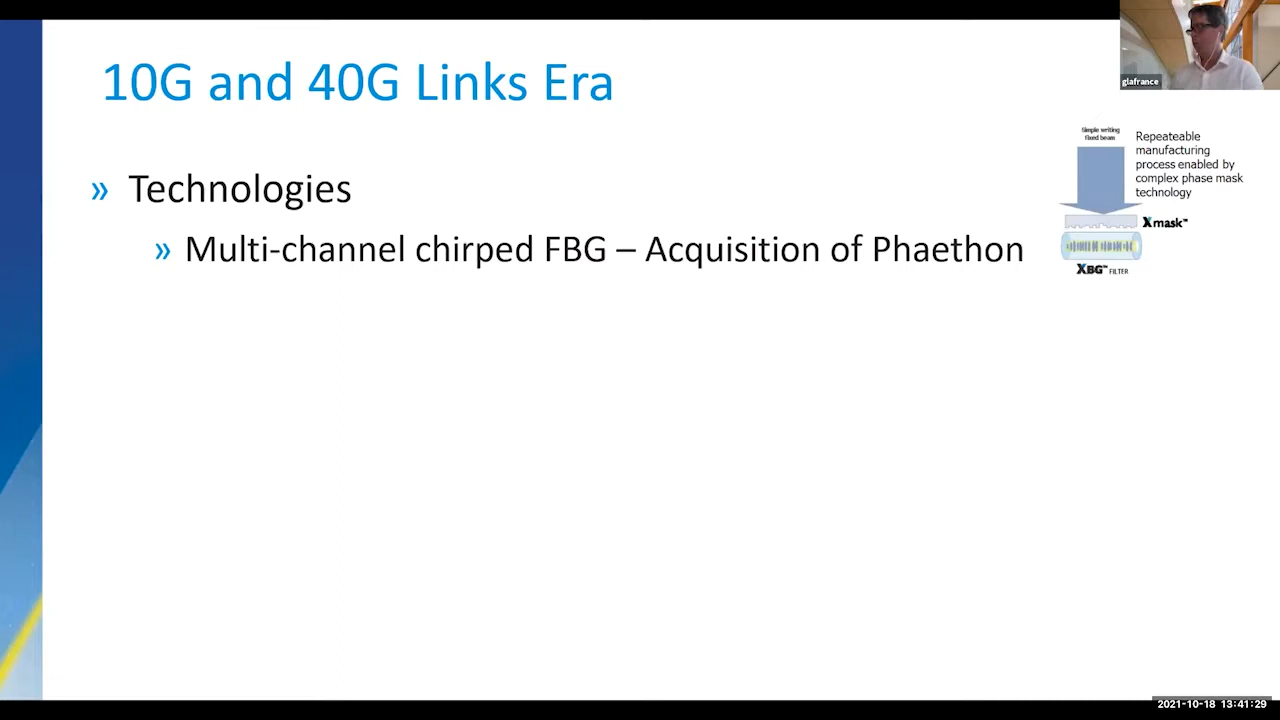 10G and 40G Links Era
glafrance
» Technologies
» Multi-channel chirped FBG – Acquisition of Phaethon
Simple writing
Fixed beam
Repeateable
manufacturing
process enabled by
complex phase mask
technology
Xmask™
XBG™ FILTER
2021-10-18 13:41:29